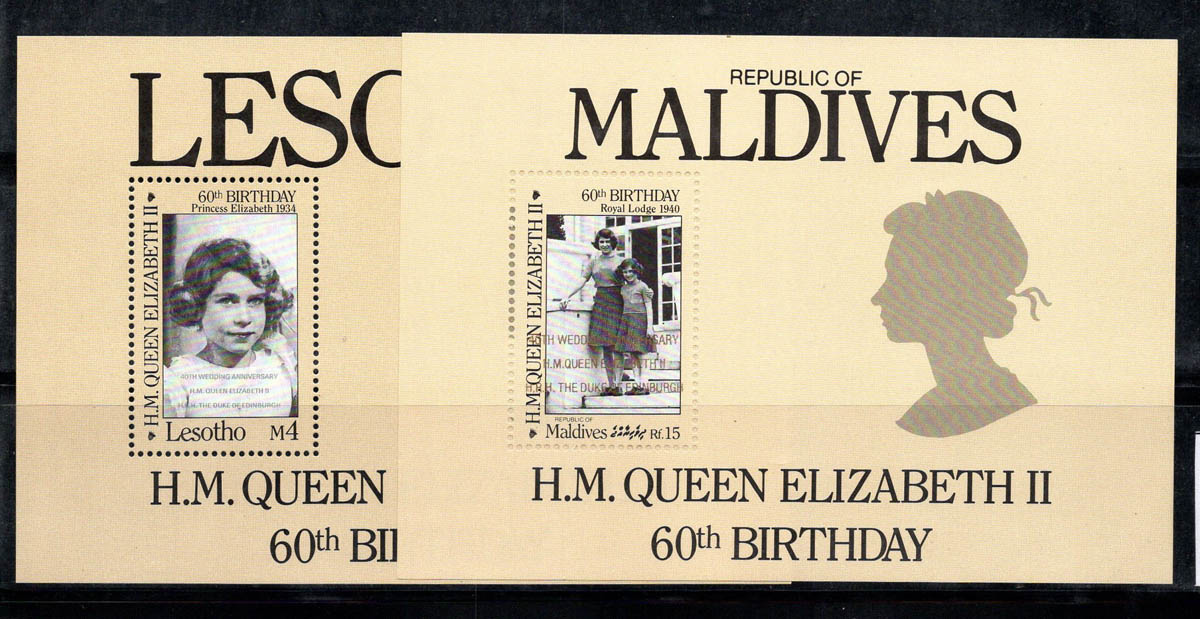 LESO
60th BIRTHDAY
Princess Elizabeth 1934
H.M. QUEEN ELIZABETH II
40TH WEDDING ANNIVERSARY
H.M. QUEEN ELIZABETH II
H.R.H. THE DUKE OF EDINBURGH
Lesotho M4
H.M. QUEEN
60th BI
REPUBLIC OF
MALDIVES
60th BIRTHDAY
Royal Lodge 1940
H.M. QUEEN ELIZABETH II
40TH WEDDING ANNIVERSARY
H.M.QUEEN ELIZABETH II
H.R.H. THE DUKE OF EDINBURGH
REPUBLIC OF
Maldives Rf.15
H.M. QUEEN ELIZABETH II
60th BIRTHDAY